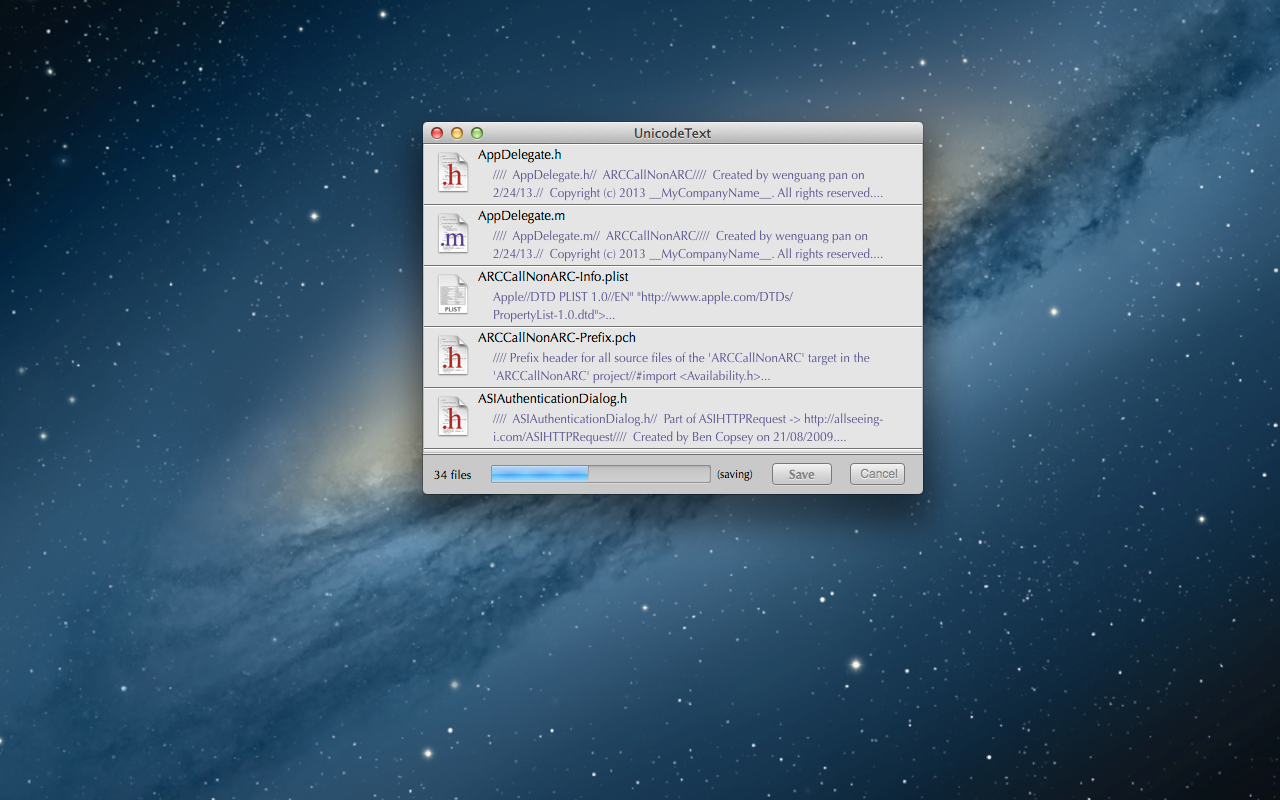 UnicodeText
AppDelegate.h
.h
//// AppDelegate.h// ARCCallNonARC//// Created by wenguang pan on
2/24/13.// Copyright (c) 2013 __MyCompanyName__. All rights reserved....
AppDelegate.m
.m
//// AppDelegate.m// ARCCallNonARC//// Created by wenguang pan on
2/24/13.// Copyright (c) 2013 __MyCompanyName__. All rights reserved....
ARCCallNonARC-Info.plist
PLIST
Apple//DTD PLIST 1.0//EN" "http://www.apple.com/DTDs/
PropertyList-1.0.dtd">...
ARCCallNonARC-Prefix.pch
.h
//// Prefix header for all source files of the 'ARCCallNonARC' target in the
'ARCCallNonARC' project//#import <Availability.h>...
ASIAuthenticationDialog.h
.h
//// ASIAuthenticationDialog.h// Part of ASIHTTPRequest -> http://allseeing-
i.com/ASIHTTPRequest//// Created by Ben Copsey on 21/08/2009....
34 files (saving) Save Cancel